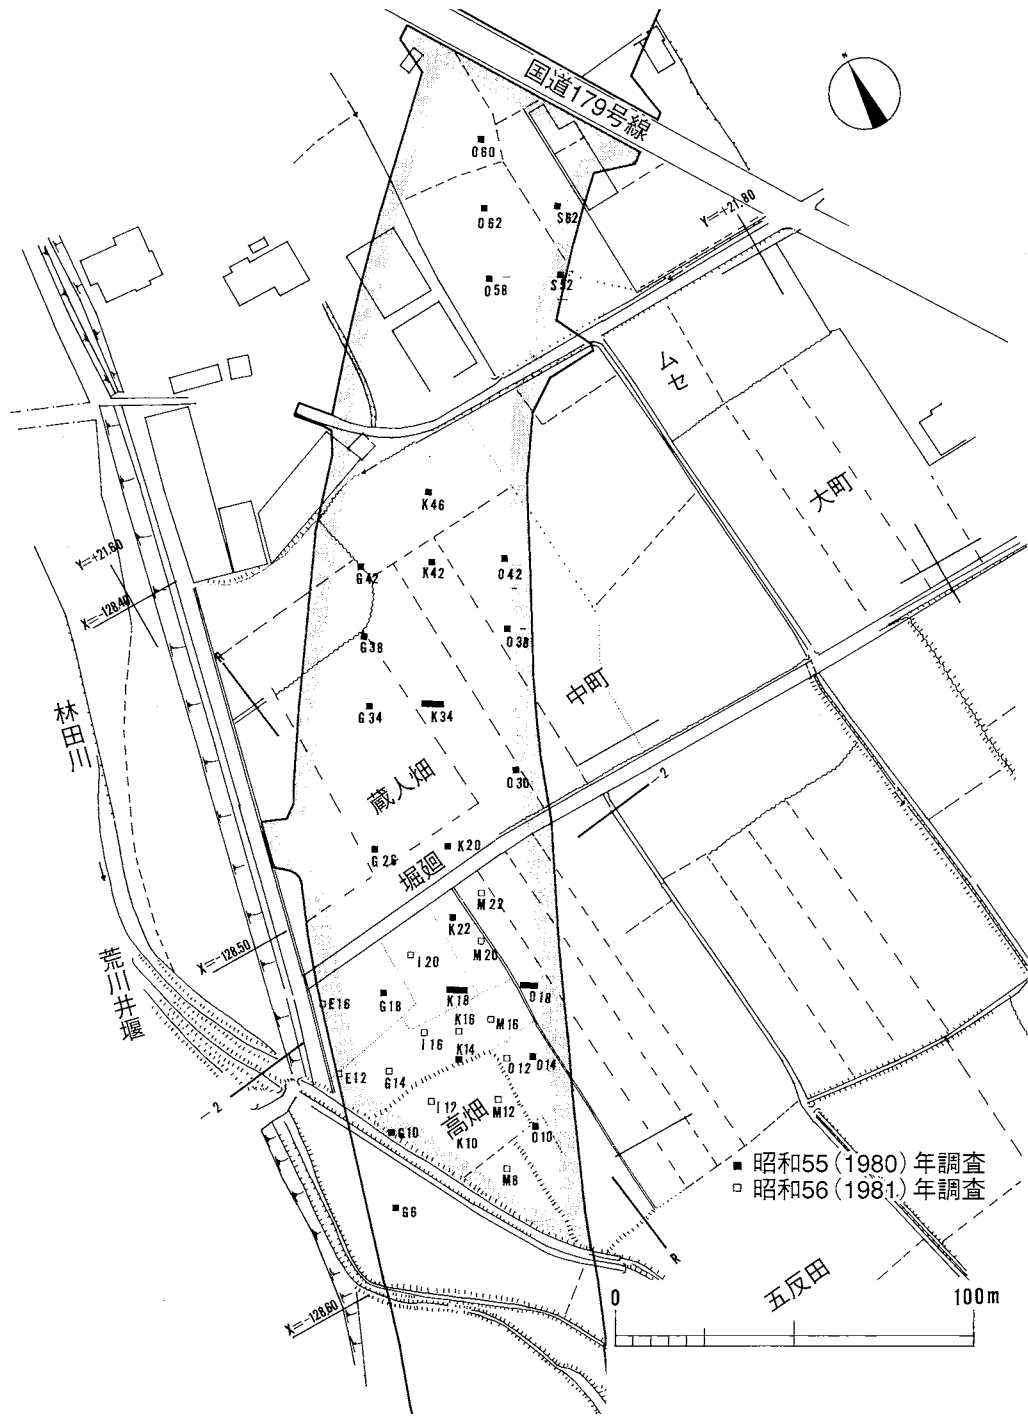 N
国道179号線
O60
O62
S62
Y=+21.80
O58
S52
ムセ
大町
K46
Y=+21.60
G42
K42
O42
X=-128.40
G38
O38
R
中町
林田川
G34
K34
蔵人畑
O30
-2
G26
K20
堀廻
M22
K22
M20
X=-128.50
I20
荒川井堰
E16
G18
K18
O18
K16
M16
I16
K14
O12
O14
E12
G14
-2
I12
M12
高畑
G10
K10
O10
M8
■ 昭和55(1980)年調査
□ 昭和56(1981)年調査
G6
R
五反田
X=-128.60
0
100m